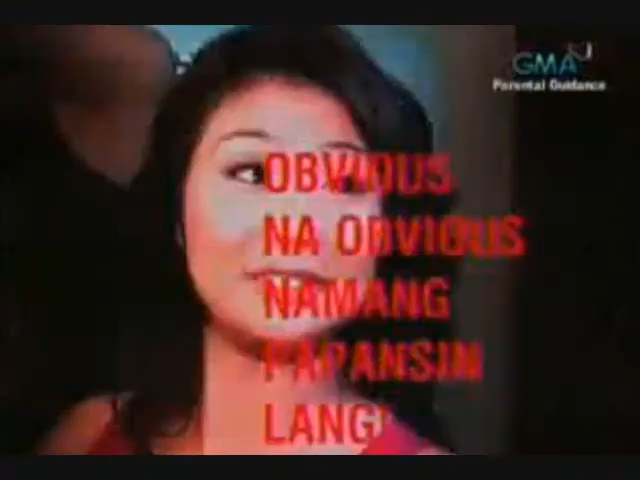 GMA
Parental Guidance
OBVIOUS
NA OBVIOUS
NAMANG
PAPANSIN
LANG!